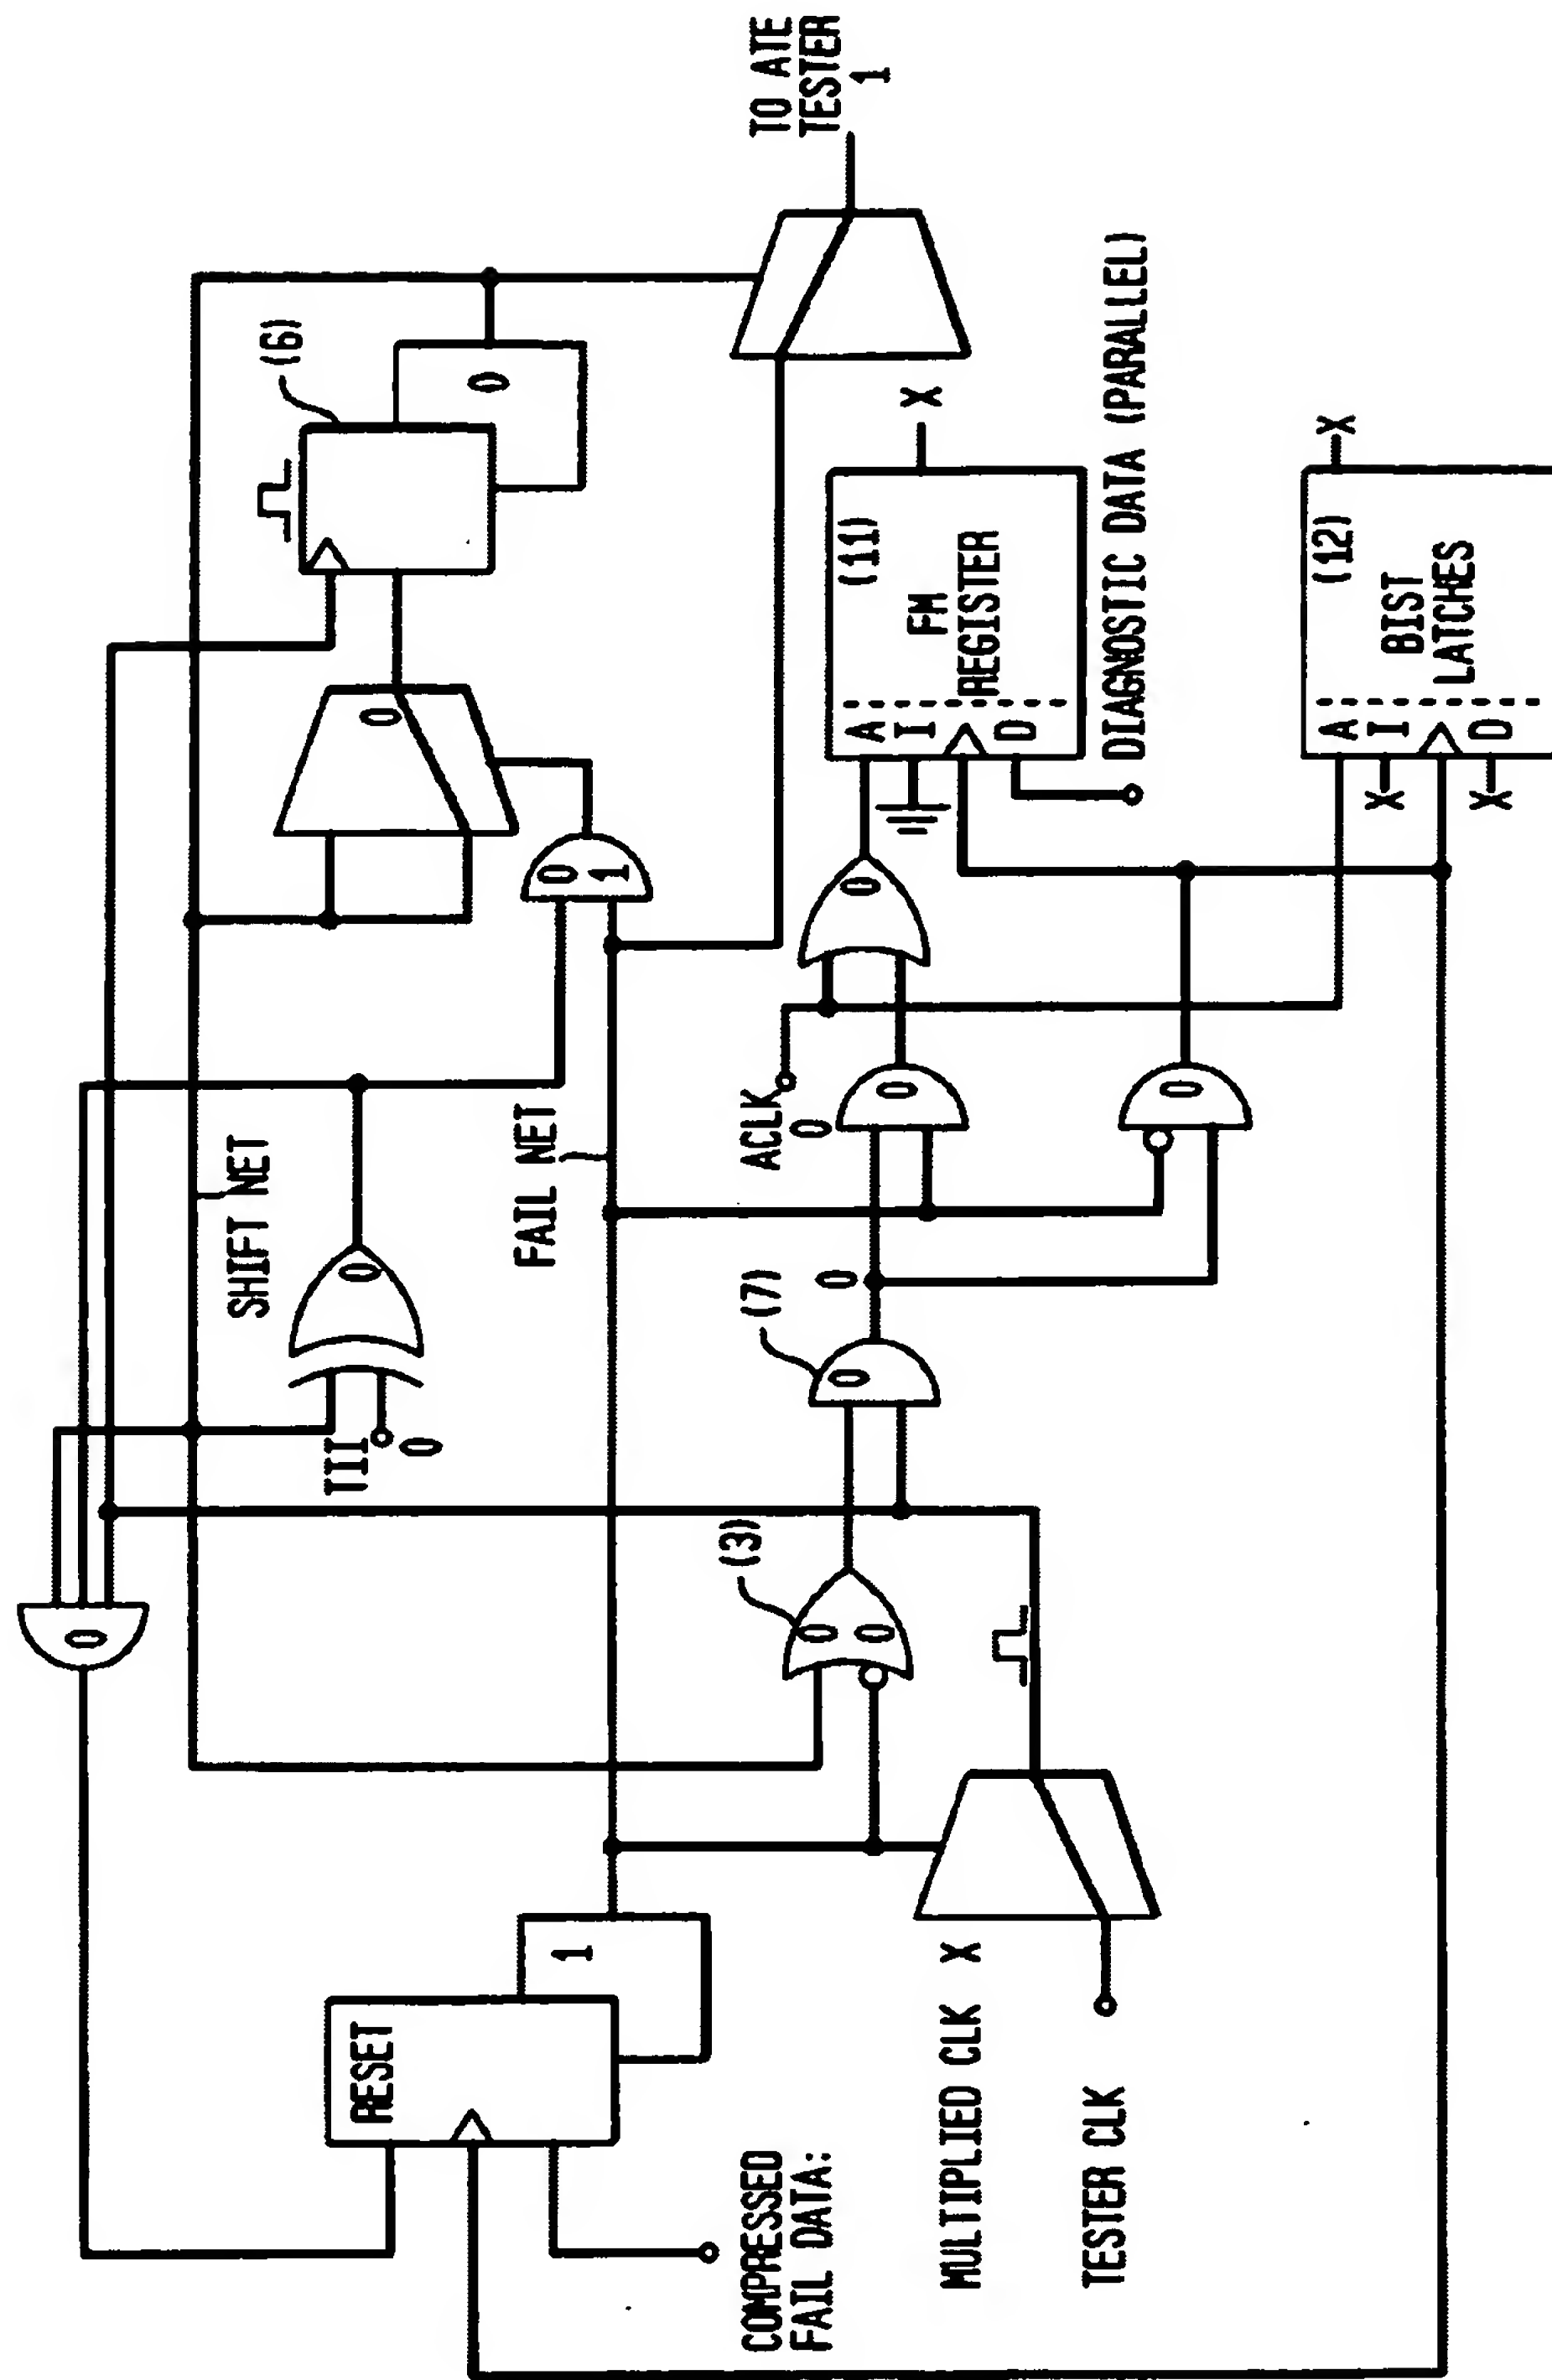 (6)
0
0
0
1
0
SHIFT NET
TII
0
0
FAIL NET
TO ATE
TESTER
1
X
(11)
FM
REGISTER
A
I
D
DIAGNOSTIC DATA (PARALLEL)
X
(12)
BIST
LATCHES
A
I
D
X
X
0
ACLK
0
0
0
0
(7)
0
(3)
0
0
RESET
1
COMPRESSED
FAIL DATA:
MULTIPLIED CLK X
TESTER CLK